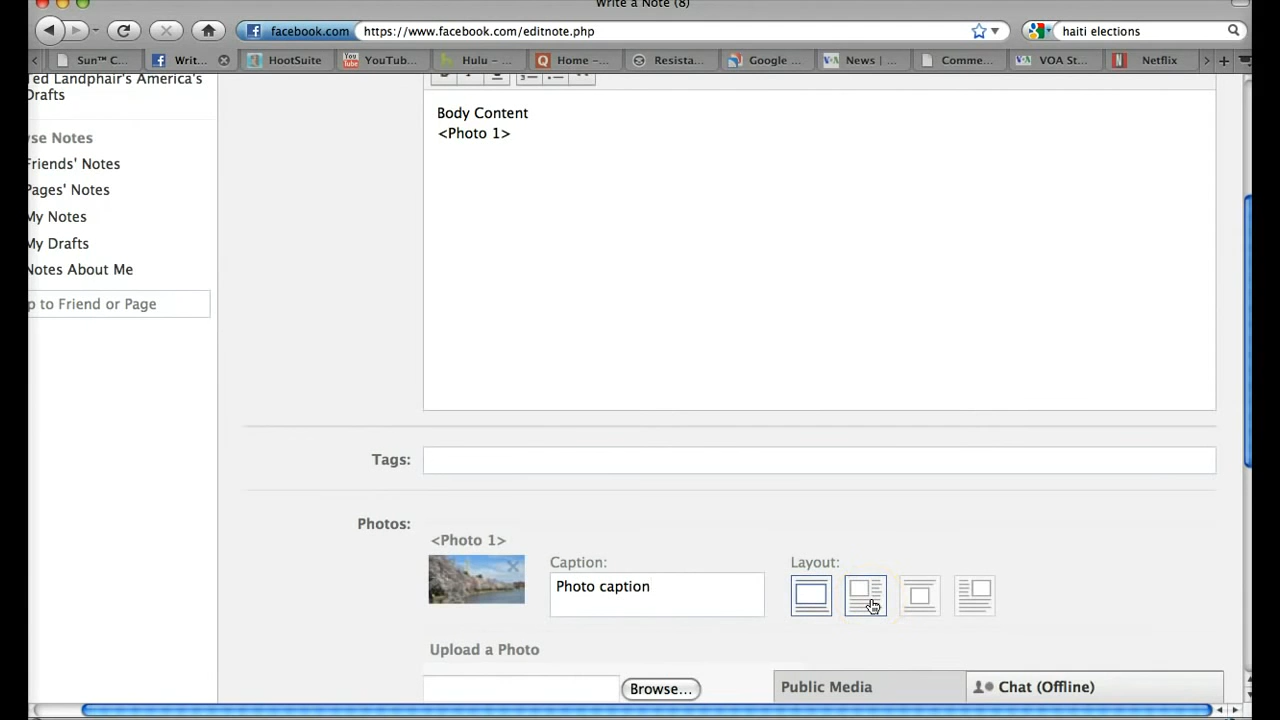 Write a Note (8)
facebook.com https://www.facebook.com/editnote.php haiti elections
Sun™ C... Writ... HootSuite YouTub... Hulu – ... Home –... Resista... Google ... News | ... Comme... VOA St... Netflix
ed Landphair's America's
Drafts
wse Notes
Friends' Notes
Pages' Notes
My Notes
My Drafts
Notes About Me
p to Friend or Page
Body Content
<Photo 1>
Tags:
Photos:
<Photo 1>
Caption:
Photo caption
Layout:
Upload a Photo
Browse...
Public Media
Chat (Offline)